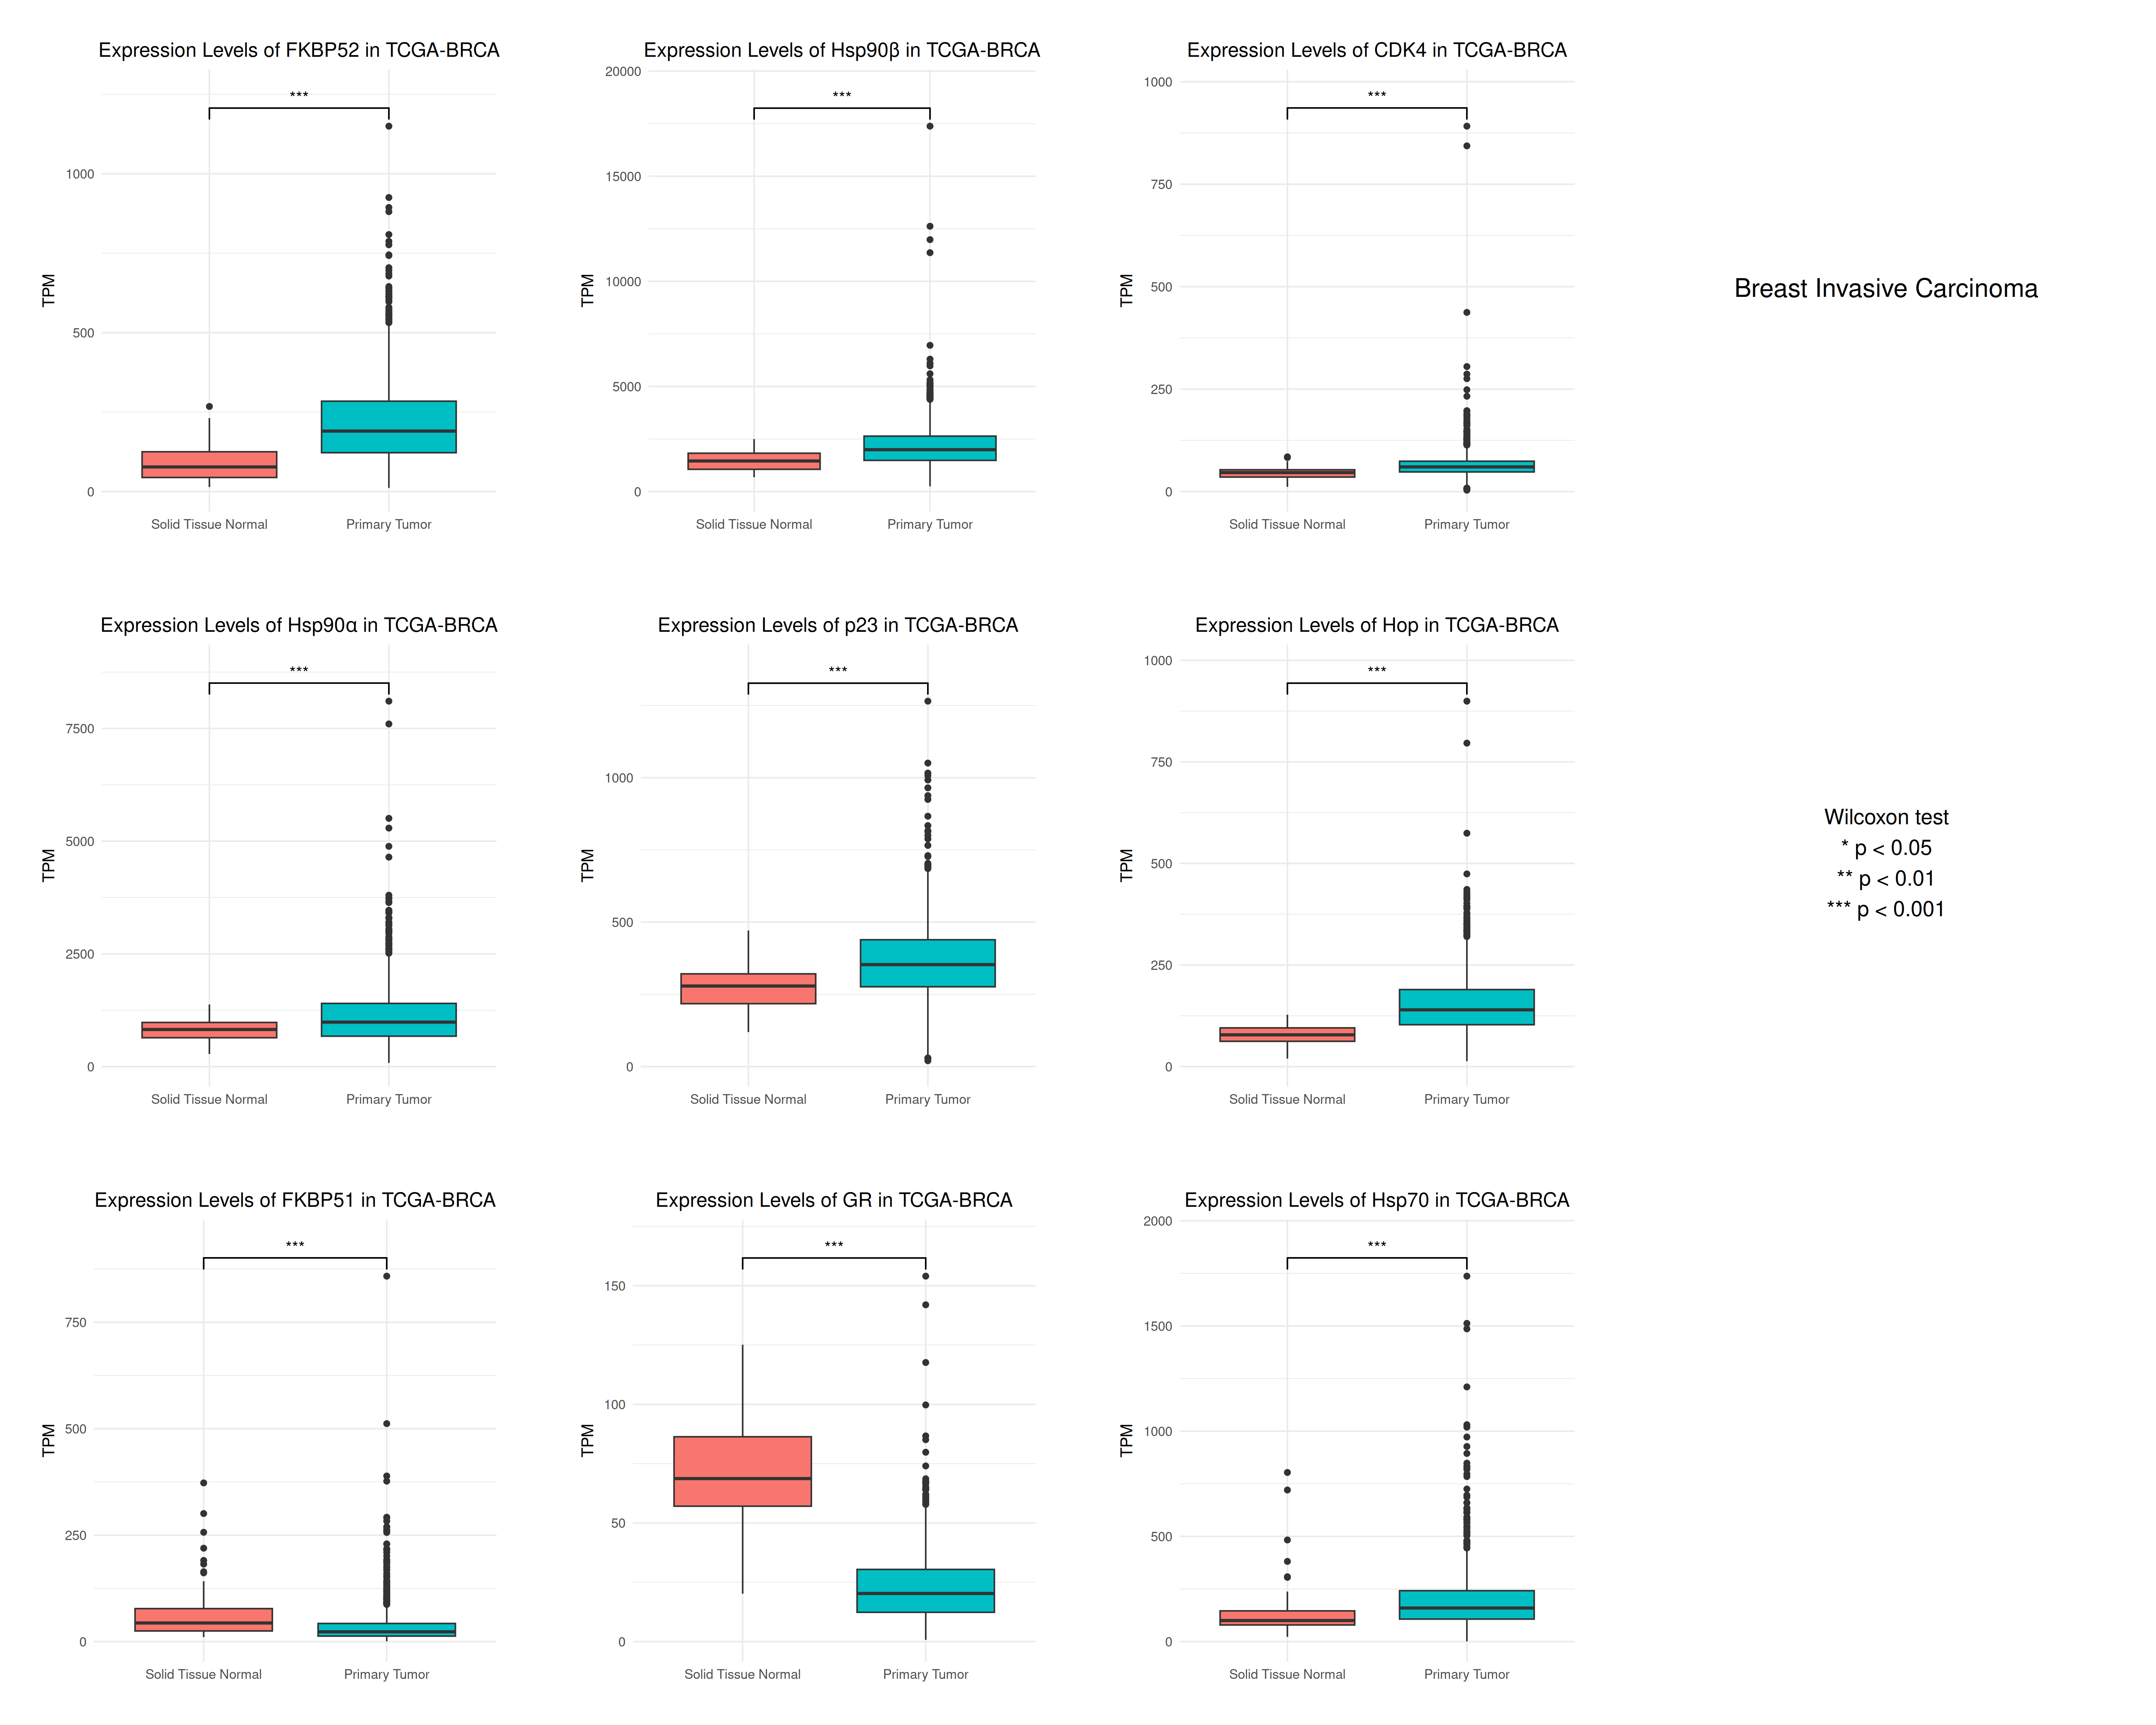 Expression Levels of FKBP52 in TCGA-BRCA
***
1000
500
0
TPM
Solid Tissue Normal
Primary Tumor
Expression Levels of Hsp90β in TCGA-BRCA
***
20000
15000
10000
5000
0
TPM
Solid Tissue Normal
Primary Tumor
Expression Levels of CDK4 in TCGA-BRCA
***
1000
750
500
250
0
TPM
Solid Tissue Normal
Primary Tumor
Breast Invasive Carcinoma
Expression Levels of Hsp90α in TCGA-BRCA
***
7500
5000
2500
0
TPM
Solid Tissue Normal
Primary Tumor
Expression Levels of p23 in TCGA-BRCA
***
1000
500
0
TPM
Solid Tissue Normal
Primary Tumor
Expression Levels of Hop in TCGA-BRCA
***
1000
750
500
250
0
TPM
Solid Tissue Normal
Primary Tumor
Wilcoxon test
* p < 0.05
** p < 0.01
*** p < 0.001
Expression Levels of FKBP51 in TCGA-BRCA
***
750
500
250
0
TPM
Solid Tissue Normal
Primary Tumor
Expression Levels of GR in TCGA-BRCA
***
150
100
50
0
TPM
Solid Tissue Normal
Primary Tumor
Expression Levels of Hsp70 in TCGA-BRCA
***
2000
1500
1000
500
0
TPM
Solid Tissue Normal
Primary Tumor